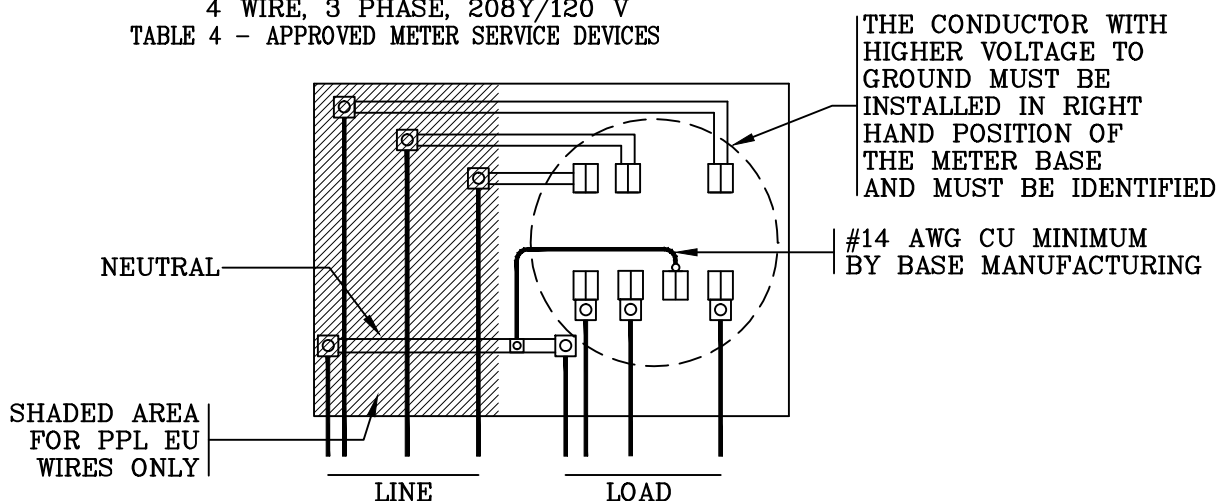 4 WIRE, 3 PHASE, 208Y/120 V
TABLE 4 - APPROVED METER SERVICE DEVICES
THE CONDUCTOR WITH
HIGHER VOLTAGE TO
GROUND MUST BE
INSTALLED IN RIGHT
HAND POSITION OF
THE METER BASE
AND MUST BE IDENTIFIED
#14 AWG CU MINIMUM
BY BASE MANUFACTURING
NEUTRAL
SHADED AREA
FOR PPL EU
WIRES ONLY
LINE
LOAD